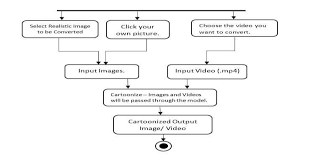 Select Realistic Image
to be Converted
Click your
own picture.
Choose the video you
want to convert.
Input Images.
Input Video (.mp4)
Cartoonize – Images and Videos
will be passed through the model.
Cartoonized Output
Image/ Video